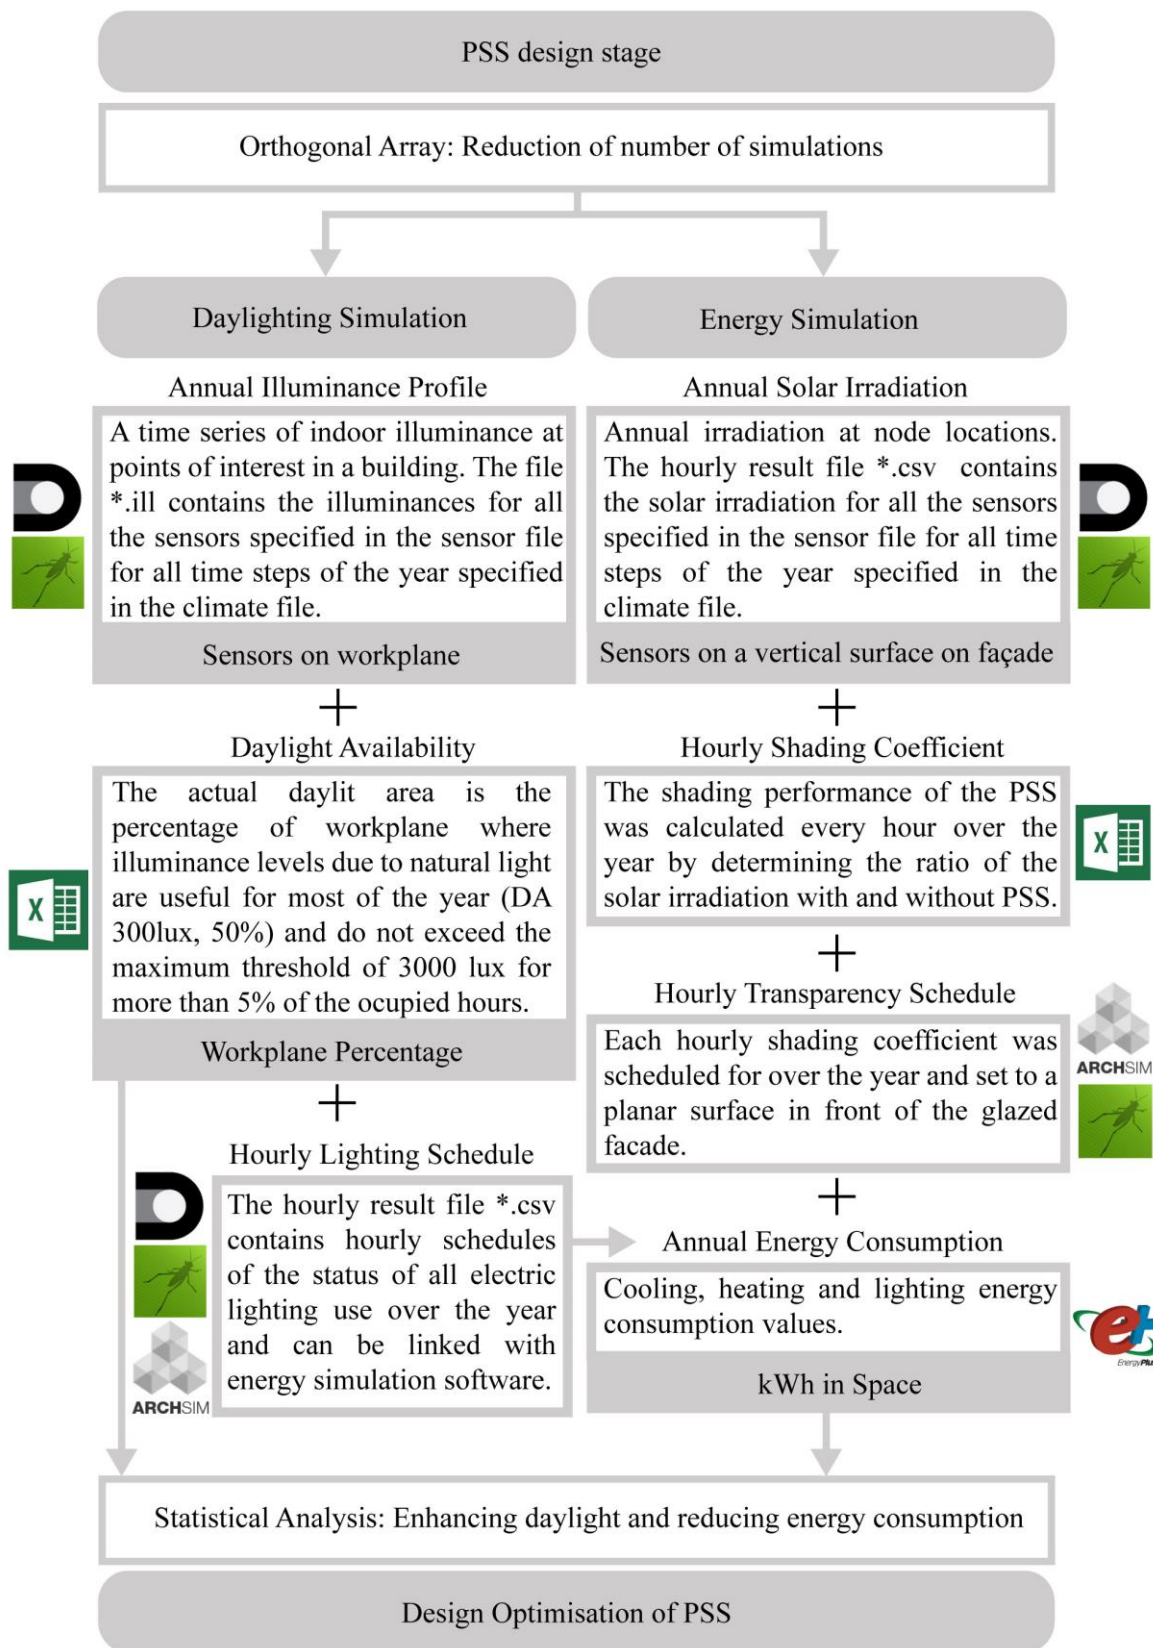 PSS design stage
Orthogonal Array: Reduction of number of simulations
Daylighting Simulation
Energy Simulation
Annual Illuminance Profile
A time series of indoor illuminance at
points of interest in a building. The file
*.ill contains the illuminances for all
the sensors specified in the sensor file
for all time steps of the year specified
in the climate file.
Sensors on workplane
+
Daylight Availability
The actual daylit area is the
percentage of workplane where
illuminance levels due to natural light
are useful for most of the year (DA
300lux, 50%) and do not exceed the
maximum threshold of 3000 lux for
more than 5% of the ocupied hours.
Workplane Percentage
X
+
Hourly Lighting Schedule
The hourly result file *.csv
contains hourly schedules
of the status of all electric
lighting use over the year
and can be linked with
energy simulation software.
ARCHSIM
Annual Solar Irradiation
Annual irradiation at node locations.
The hourly result file *.csv contains
the solar irradiation for all the sensors
specified in the sensor file for all time
steps of the year specified in the
climate file.
Sensors on a vertical surface on façade
+
Hourly Shading Coefficient
The shading performance of the PSS
was calculated every hour over the
year by determining the ratio of the
solar irradiation with and without PSS.
X
+
Hourly Transparency Schedule
Each hourly shading coefficient was
scheduled for over the year and set to a
planar surface in front of the glazed
facade.
ARCHSIM
+
Annual Energy Consumption
Cooling, heating and lighting energy
consumption values.
kWh in Space
EnergyPlus
Statistical Analysis: Enhancing daylight and reducing energy consumption
Design Optimisation of PSS